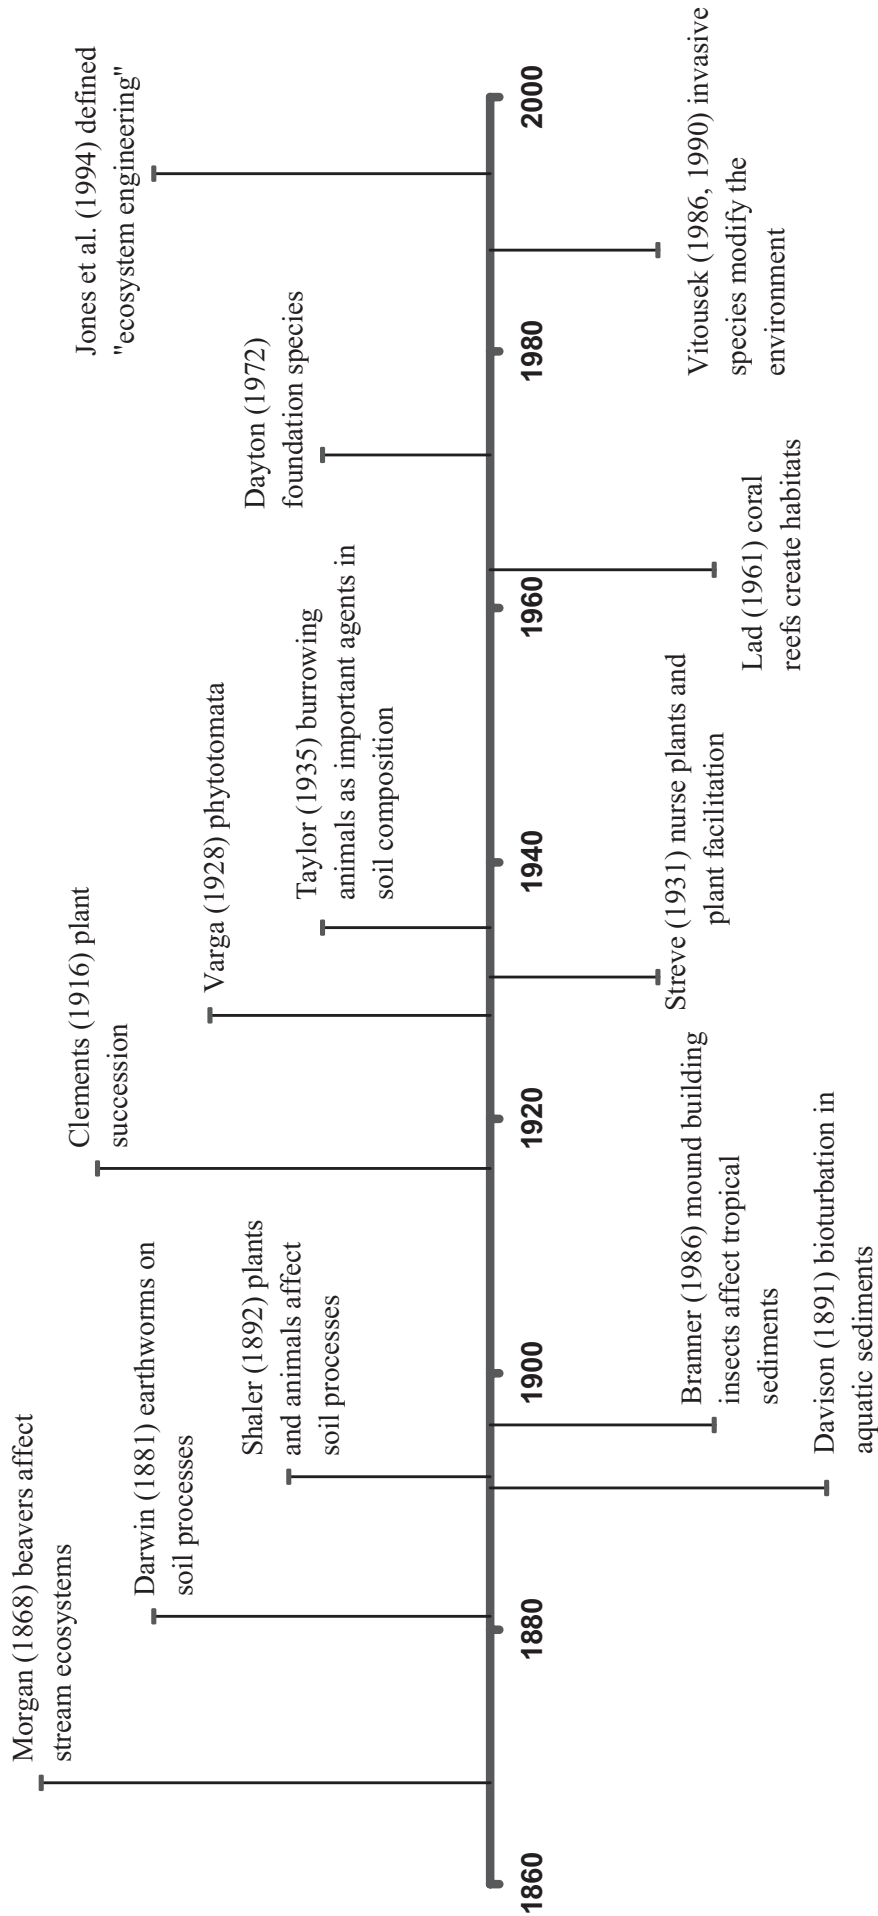 Morgan (1868) beavers affect
stream ecosystems
Darwin (1881) earthworms on
soil processes
Shaler (1892) plants
and animals affect
soil processes
Clements (1916) plant
succession
Varga (1928) phytotomata
Taylor (1935) burrowing
animals as important agents in
soil composition
Dayton (1972)
foundation species
Jones et al. (1994) defined
"ecosystem engineering"
1860
1880
1900
1920
1940
1960
1980
2000
Davison (1891) bioturbation in
aquatic sediments
Branner (1986) mound building
insects affect tropical
sediments
Streve (1931) nurse plants and
plant facilitation
Lad (1961) coral
reefs create habitats
Vitousek (1986, 1990) invasive
species modify the
environment